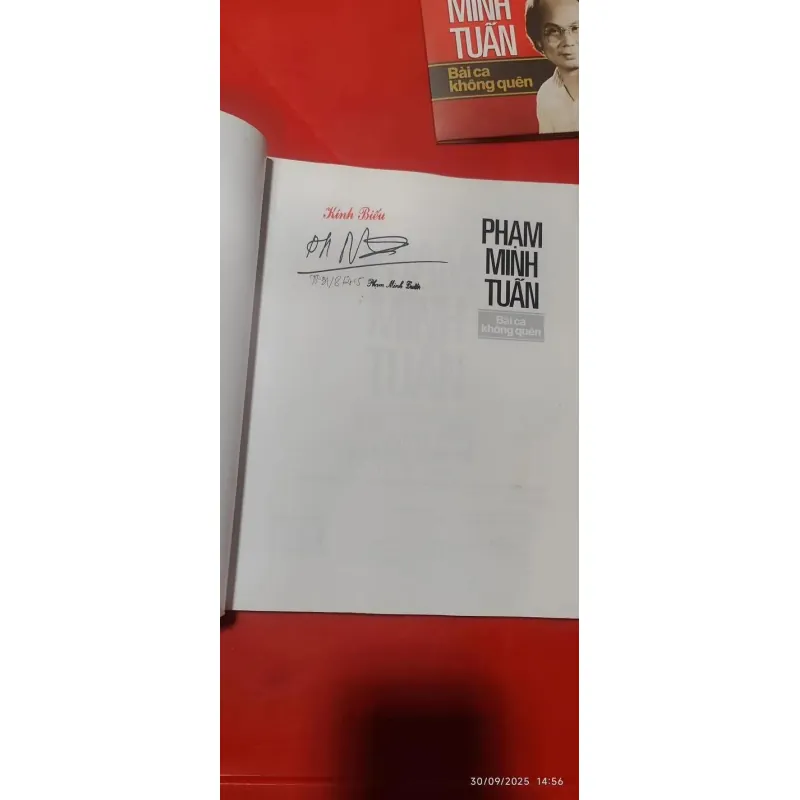 MINH
TUẤN
Bài ca
không quên
Kính Biếu
PHẠM
MINH
TUẤN
Bài ca
không quên
Phạm Minh Tuấn
30/09/2025 14:56